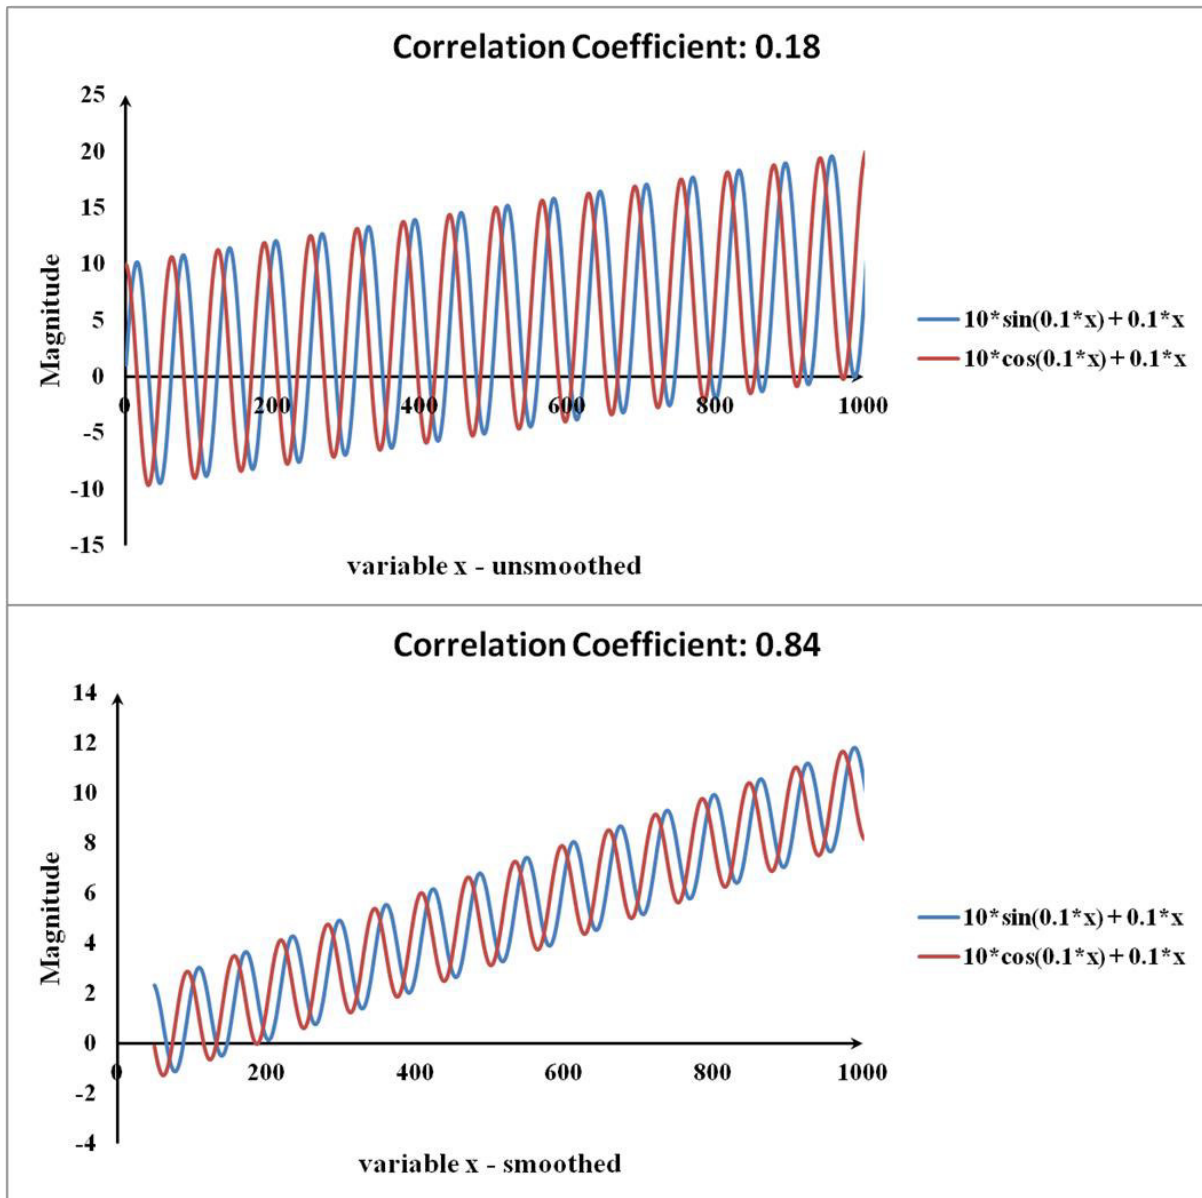 Correlation Coefficient: 0.18
25
20
15
10
5
0
-5
-10
-15
Magnitude
0 200 400 600 800 1000
variable x - unsmoothed
10*sin(0.1*x) + 0.1*x
10*cos(0.1*x) + 0.1*x
Correlation Coefficient: 0.84
14
12
10
8
6
4
2
0
-2
-4
Magnitude
0 200 400 600 800 1000
variable x - smoothed
10*sin(0.1*x) + 0.1*x
10*cos(0.1*x) + 0.1*x